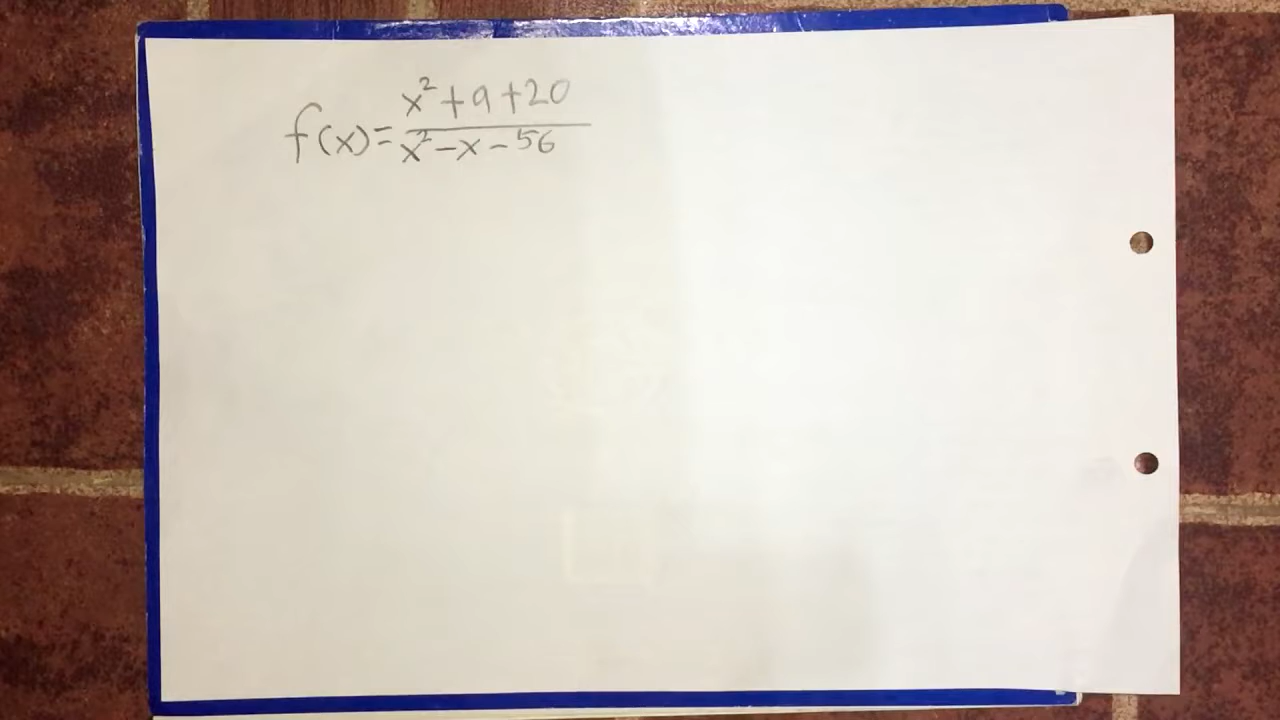 f(x)= x²+9+20 / x²-x-56